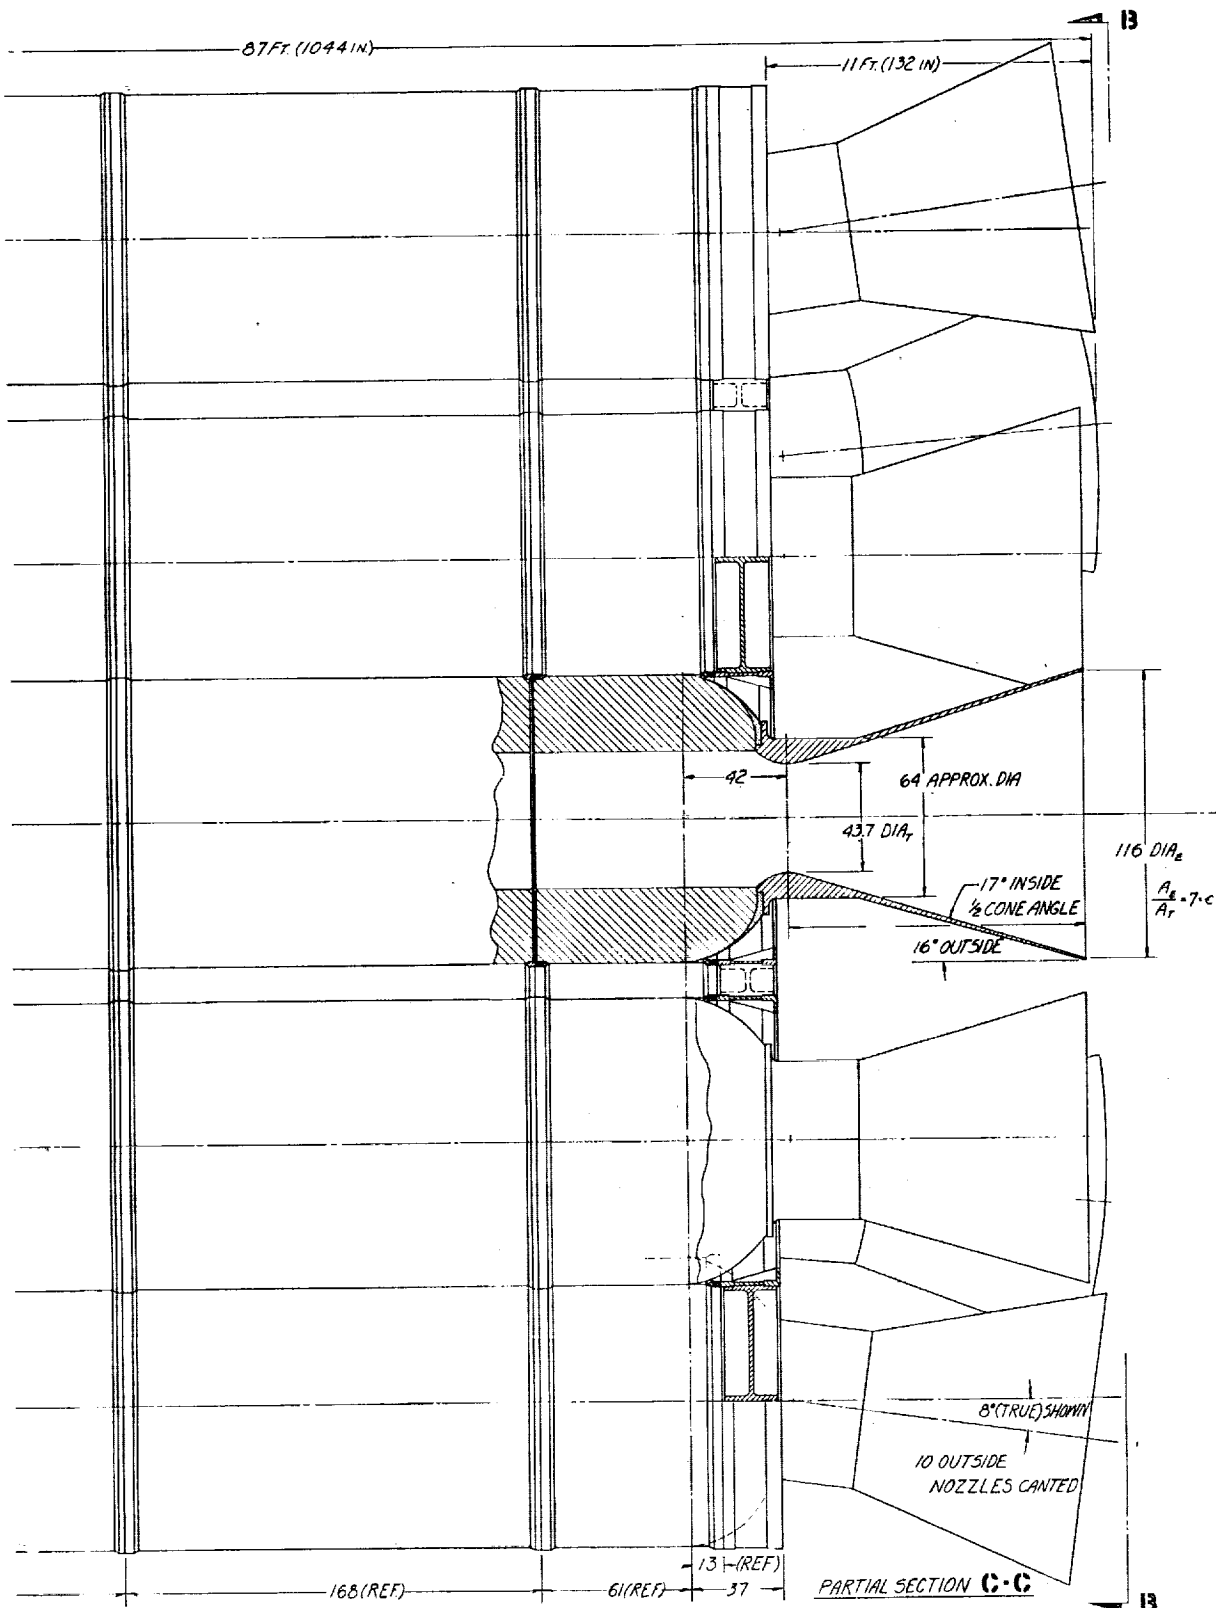 B
87 FT. (1044 IN.)
11 FT. (132 IN)
42
64 APPROX. DIA
43.7 DIA_T
116 DIA_E
A_E
A_T = 7.0
17° INSIDE
½ CONE ANGLE
16° OUTSIDE
8° (TRUE) SHOWN
10 OUTSIDE
NOZZLES CANTED
13 (REF)
168 (REF)
61 (REF)
37
PARTIAL SECTION C-C
B